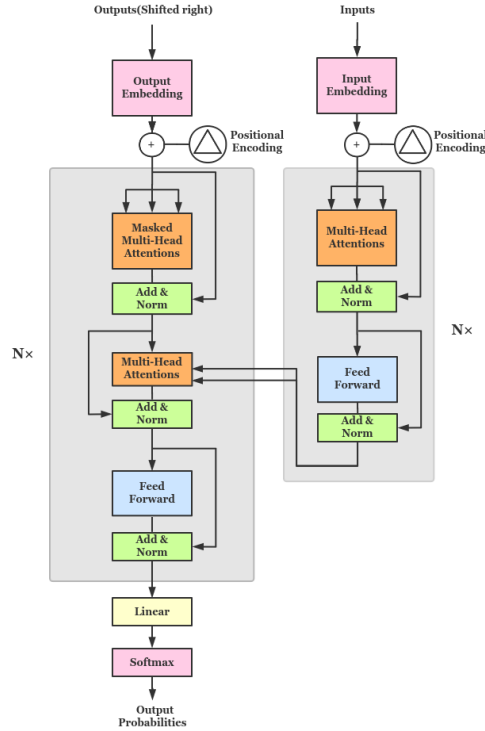 Outputs(Shifted right)
Output
Embedding
+
Positional
Encoding
Masked
Multi-Head
Attentions
Add &
Norm
N×
Multi-Head
Attentions
Add &
Norm
Feed
Forward
Add &
Norm
Linear
Softmax
Output
Probabilities
Inputs
Input
Embedding
+
Positional
Encoding
Multi-Head
Attentions
Add &
Norm
N×
Feed
Forward
Add &
Norm